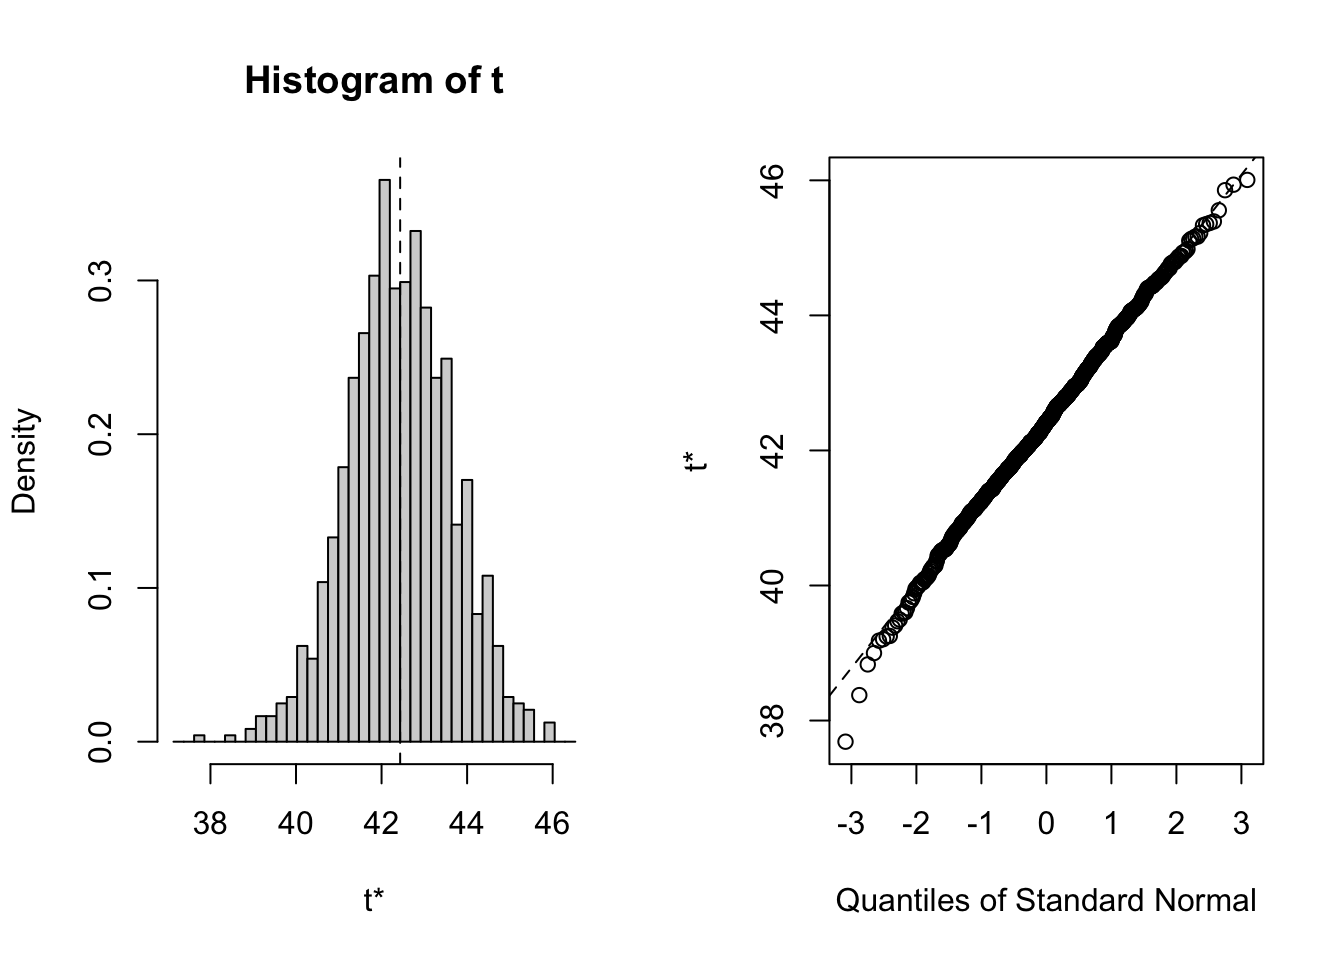 Histogram of t
Density
0.0 0.1 0.2 0.3
38 40 42 44 46
t*
t*
38 40 42 44 46
-3 -2 -1 0 1 2 3
Quantiles of Standard Normal